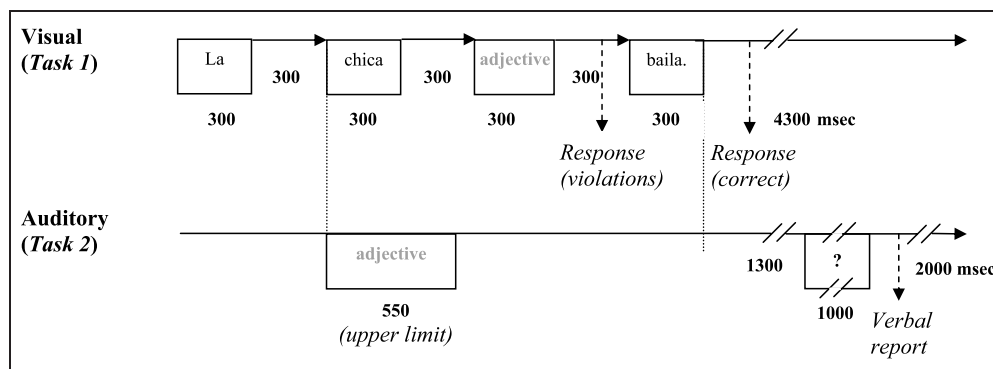 Visual
(Task 1)
La
chica
adjective
baila.
300
300
300
300
300
300
300
4300 msec
Response
(violations)
Response
(correct)
Auditory
(Task 2)
adjective
?
1300
2000 msec
550
(upper limit)
1000
Verbal
report